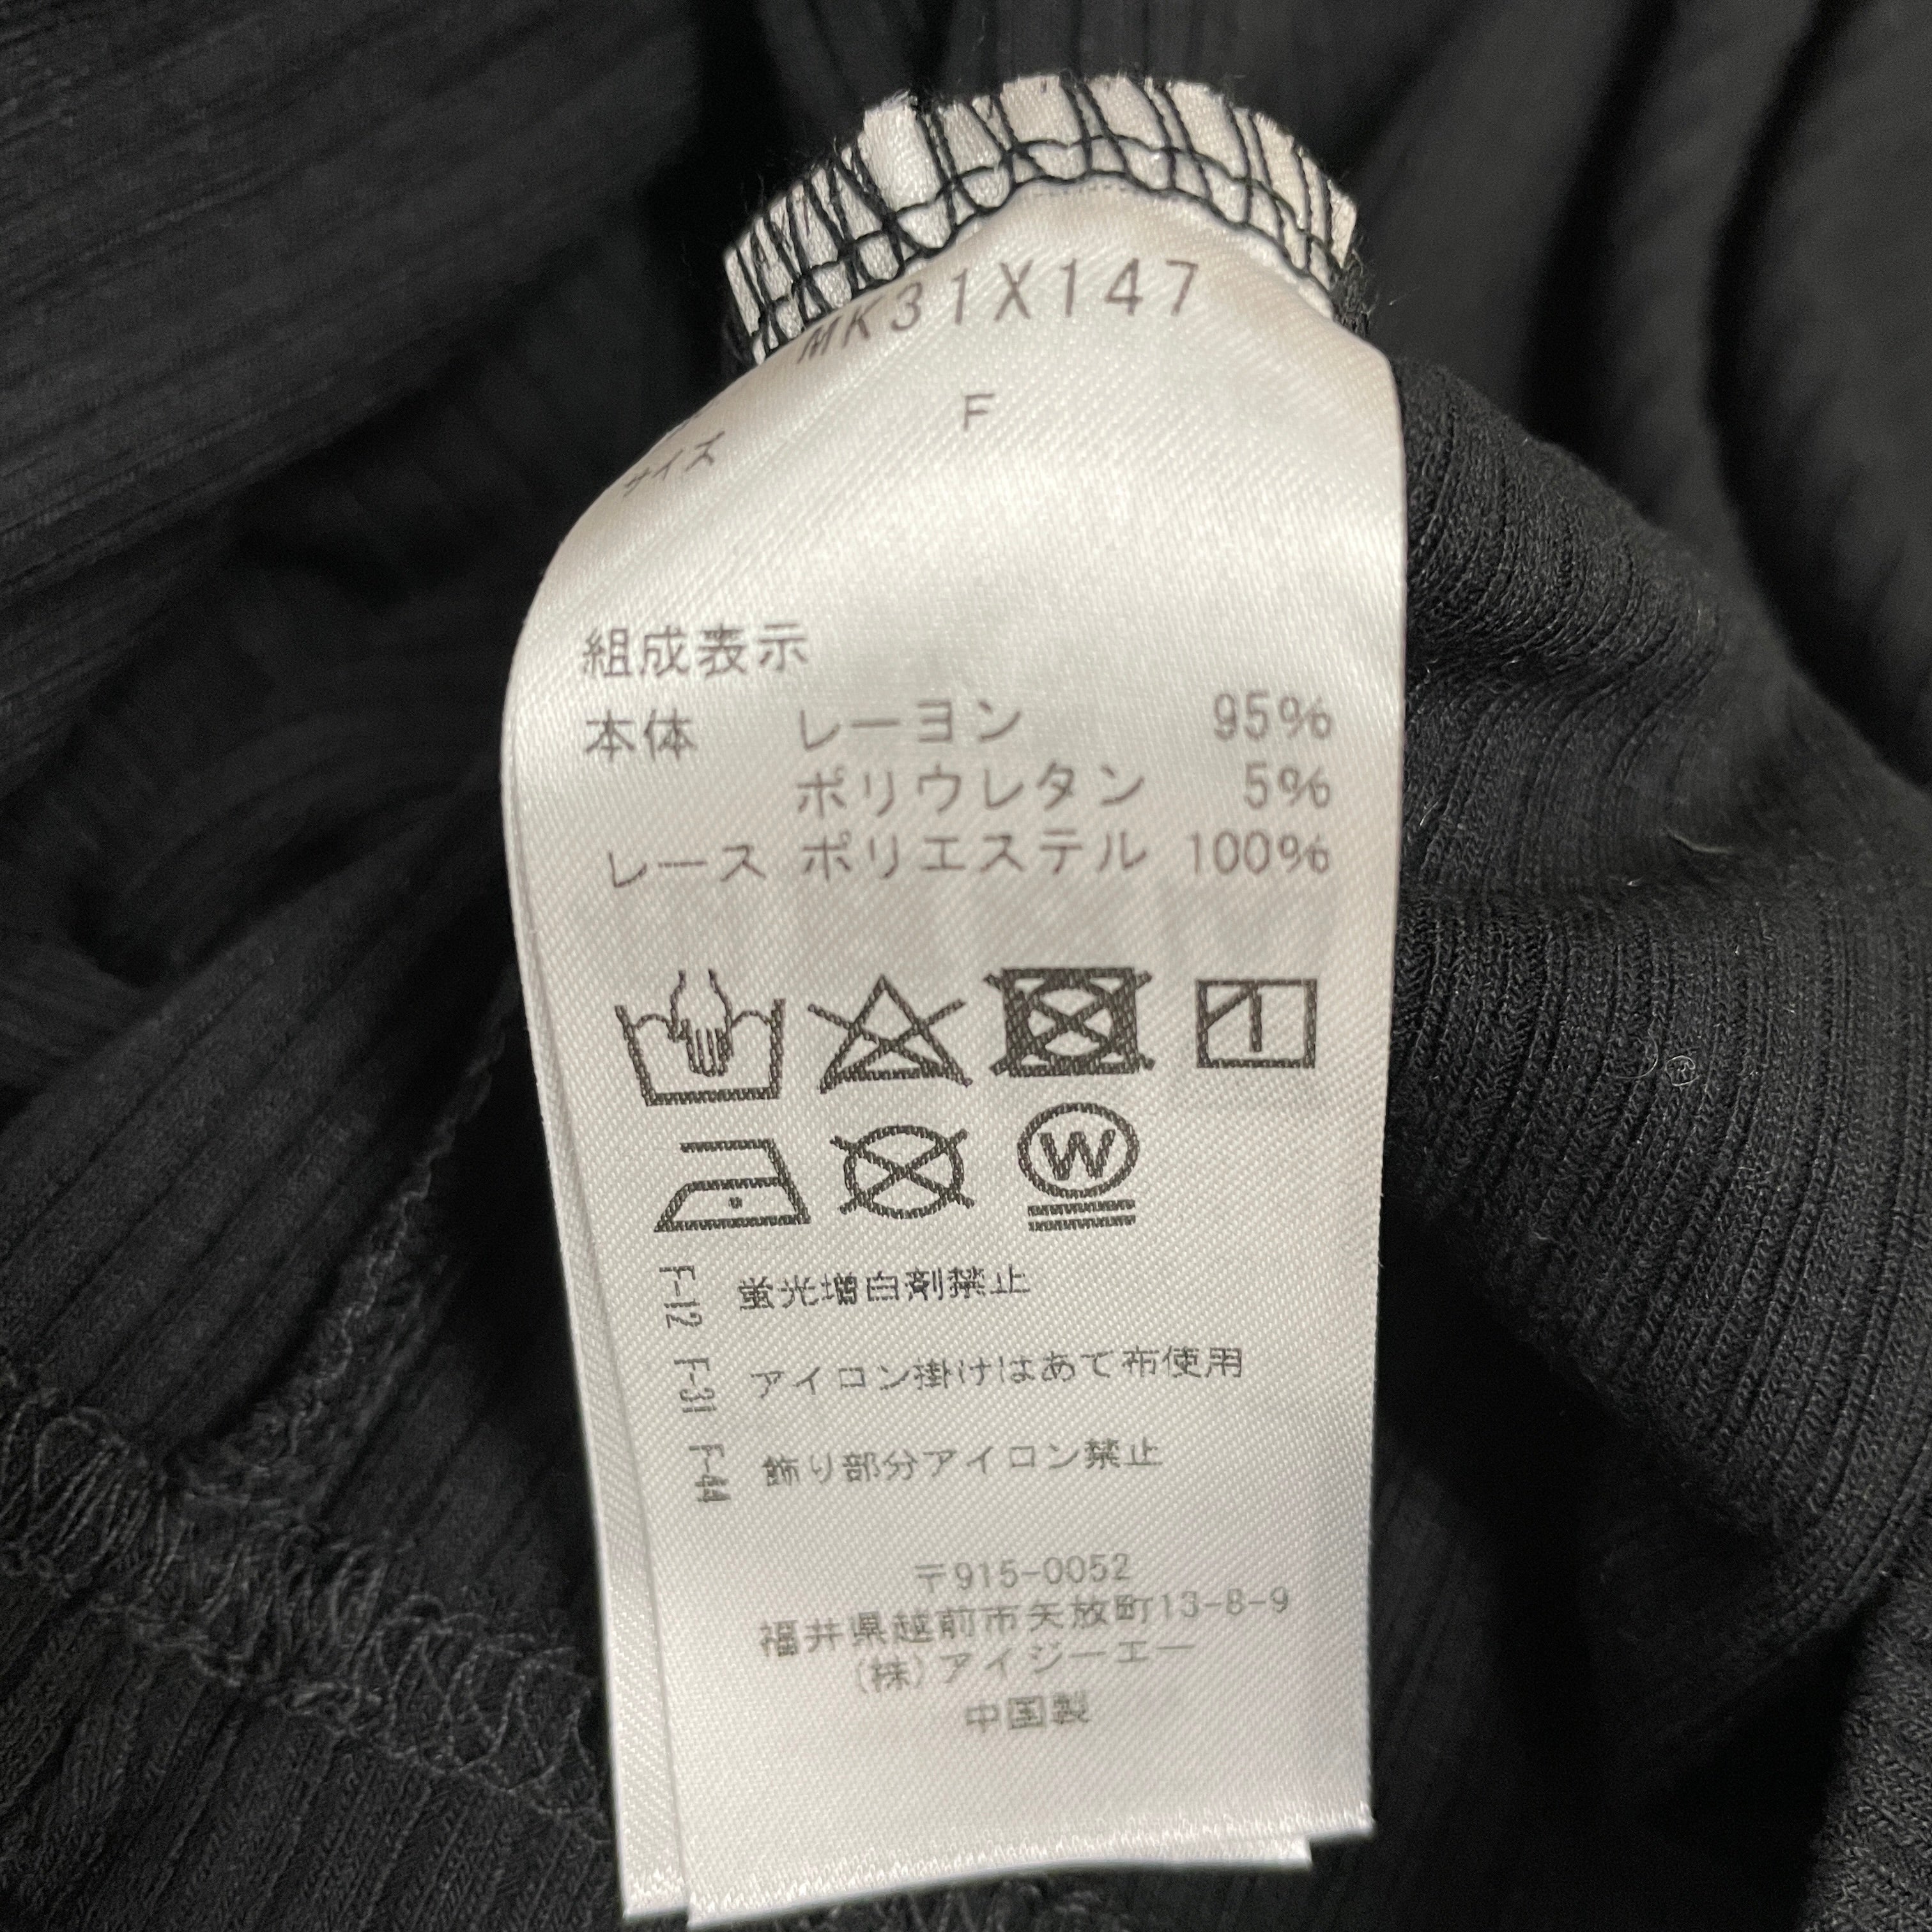 MK31X147
サイズ F
組成表示
本体 レーヨン 95%
ポリウレタン 5%
レース ポリエステル 100%
W
F-12 蛍光増白剤禁止
F-31 アイロン掛けはあて布使用
F-44 飾り部分アイロン禁止
〒915-0052
福井県越前市矢放町13-8-9
(株)アイジーエー
中国製